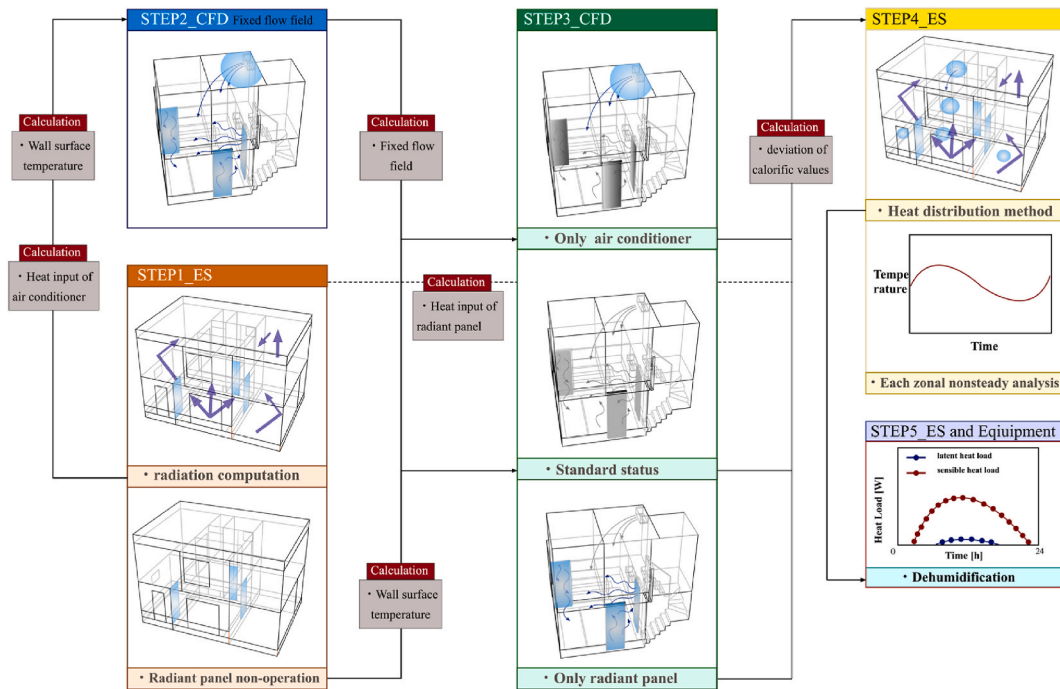 STEP2_CFD Fixed flow field
STEP3_CFD
STEP4_ES
Calculation
・Wall surface
temperature
Calculation
・Fixed flow
field
Calculation
・deviation of
calorific values
・Heat distribution method
・Only air conditioner
Calculation
・Heat input of
air conditioner
STEP1_ES
Calculation
・Heat input of
radiant panel
Tempe
rature
Time
・Each zonal nonsteady analysis
STEP5_ES and Equiupment
latent heat load
sensible heat load
Heat Load [W]
0
Time [h]
24
・Dehumidification
・radiation computation
・Standard status
Calculation
・Wall surface
temperature
・Radiant panel non-operation
・Only radiant panel